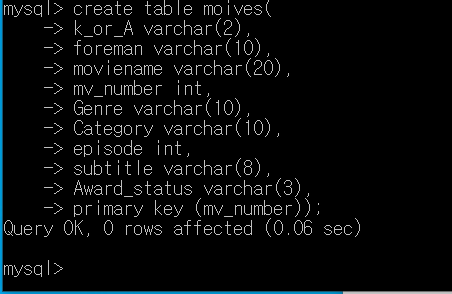 mysql> create table moives(
    -> k_or_A varchar(2),
    -> foreman varchar(10),
    -> moviename varchar(20),
    -> mv_number int,
    -> Genre varchar(10),
    -> Category varchar(10),
    -> episode int,
    -> subtitle varchar(8),
    -> Award_status varchar(3),
    -> primary key (mv_number));
Query OK, 0 rows affected (0.06 sec)
mysql>